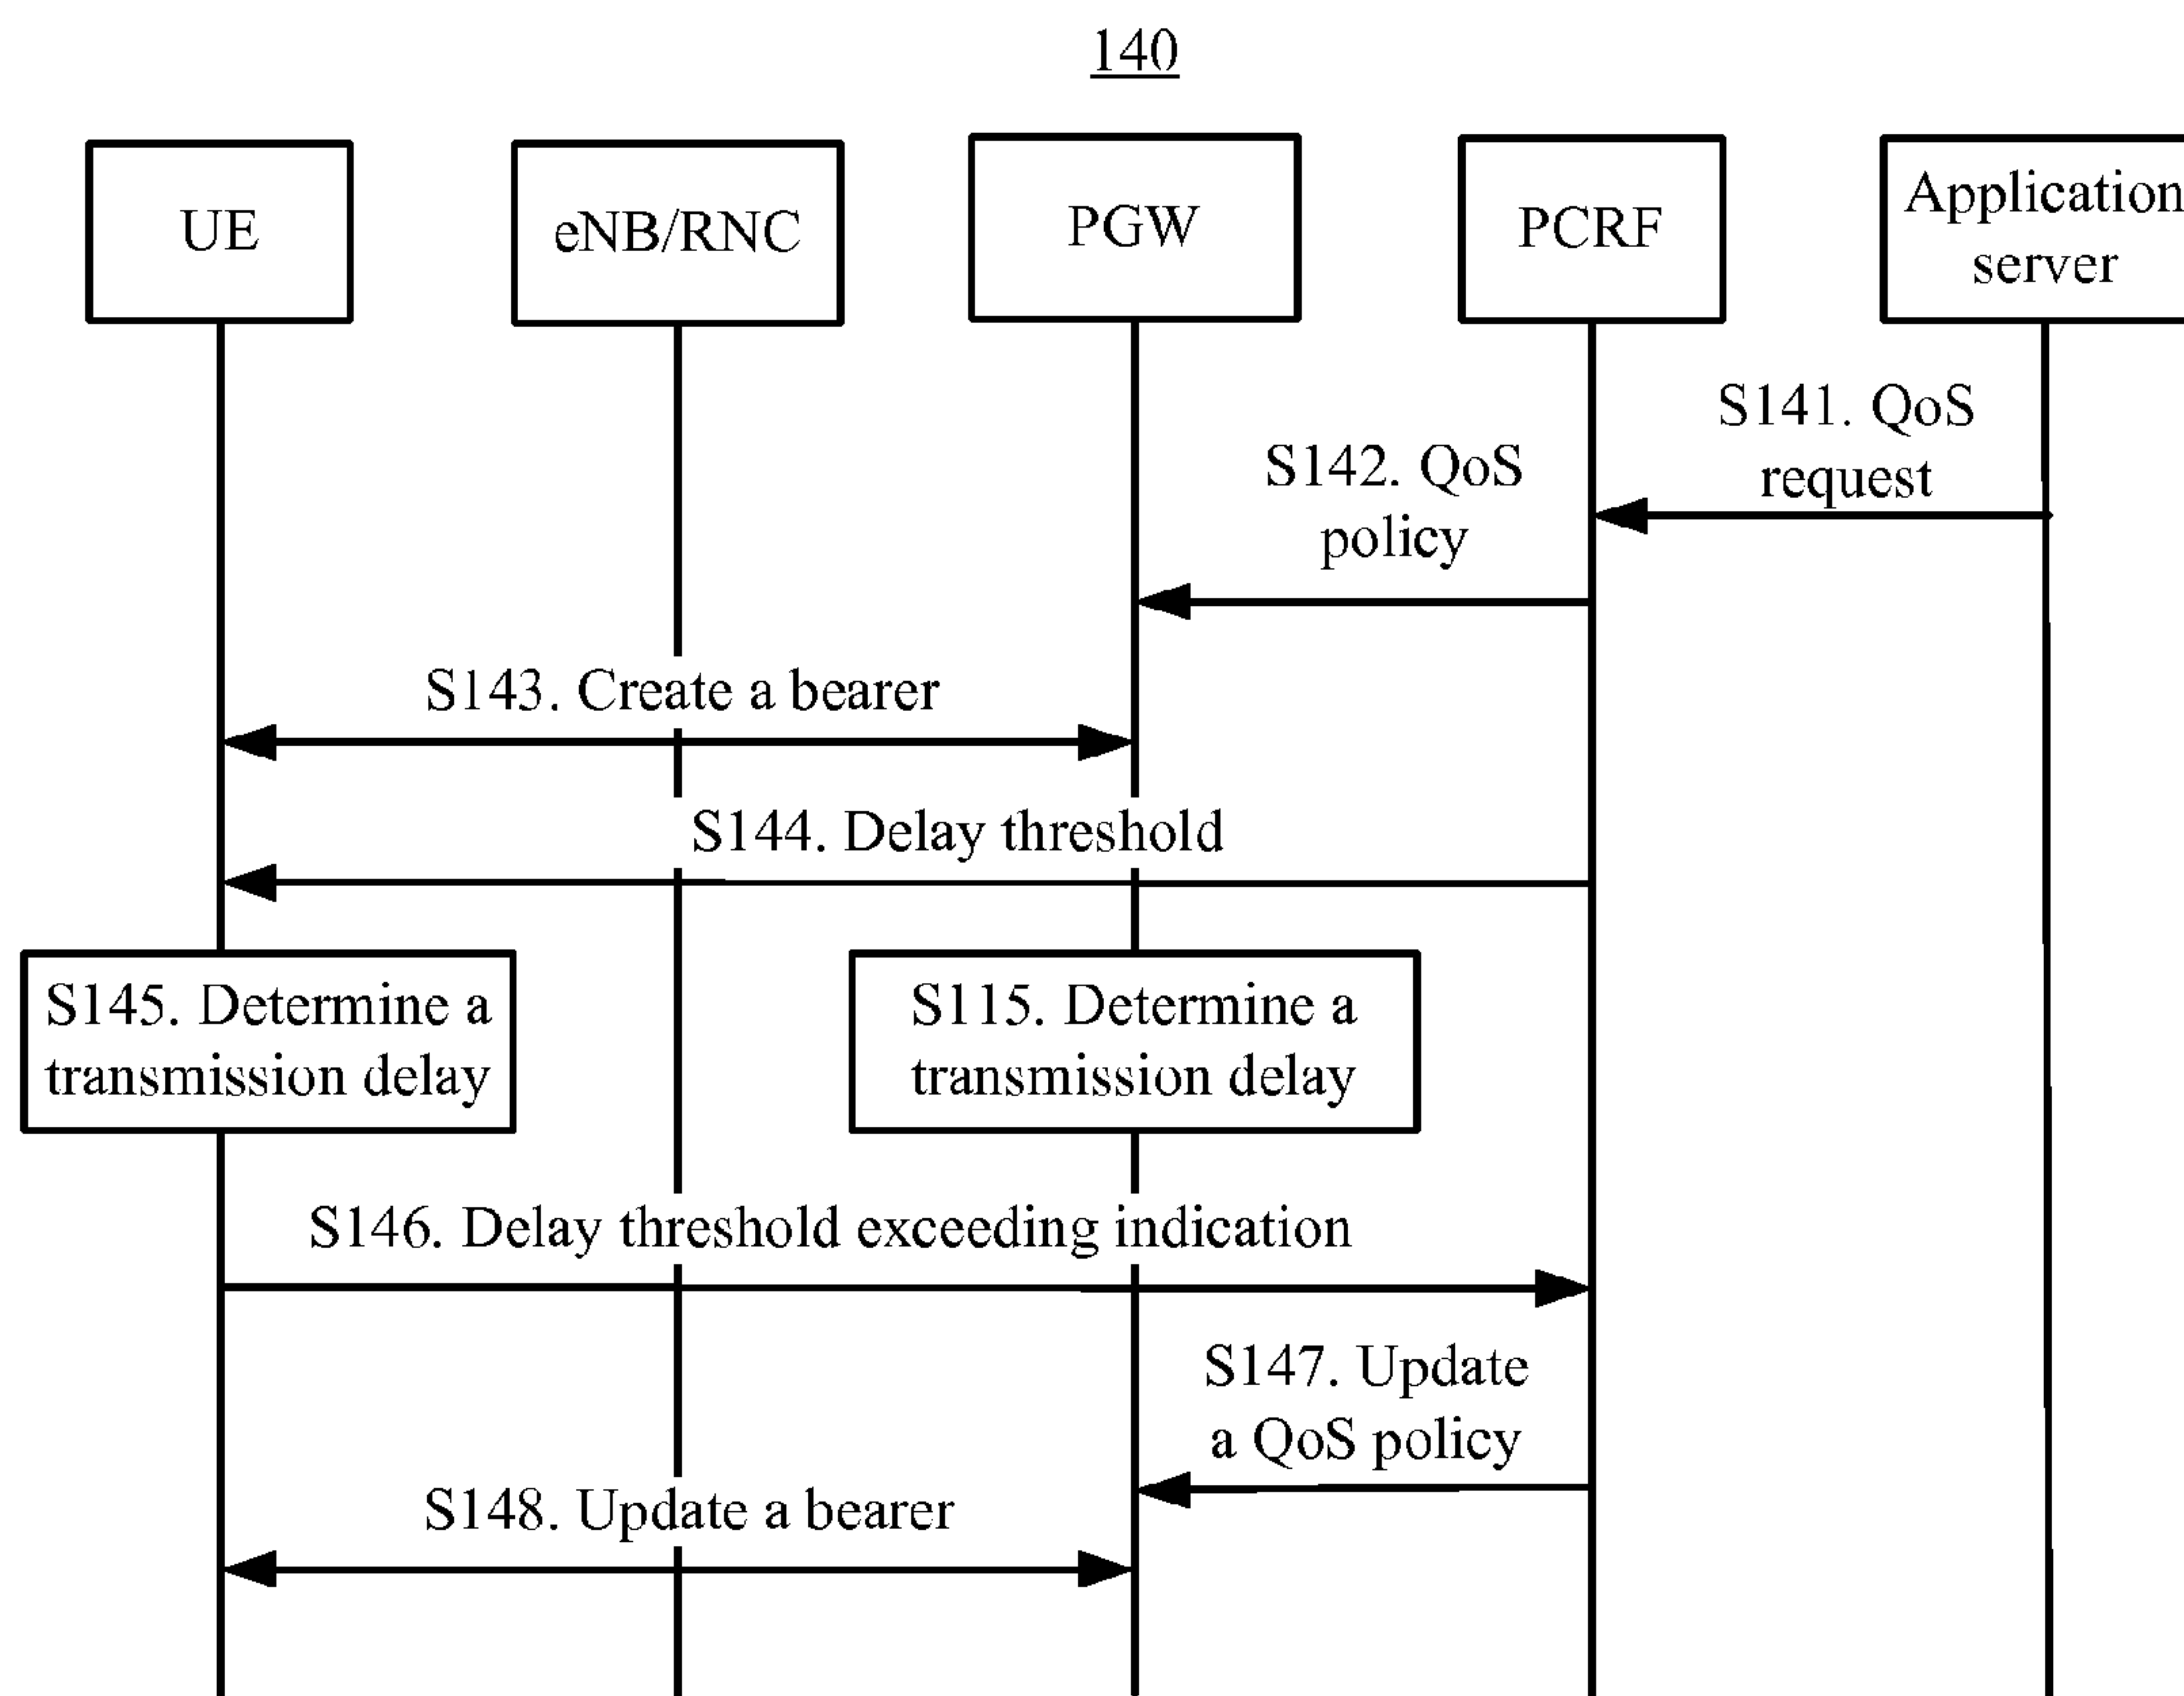 140
UE
eNB/RNC
PGW
PCRF
Application
server
S141. QoS
request
S142. QoS
policy
S143. Create a bearer
S144. Delay threshold
S145. Determine a
transmission delay
S115. Determine a
transmission delay
S146. Delay threshold exceeding indication
S147. Update
a QoS policy
S148. Update a bearer